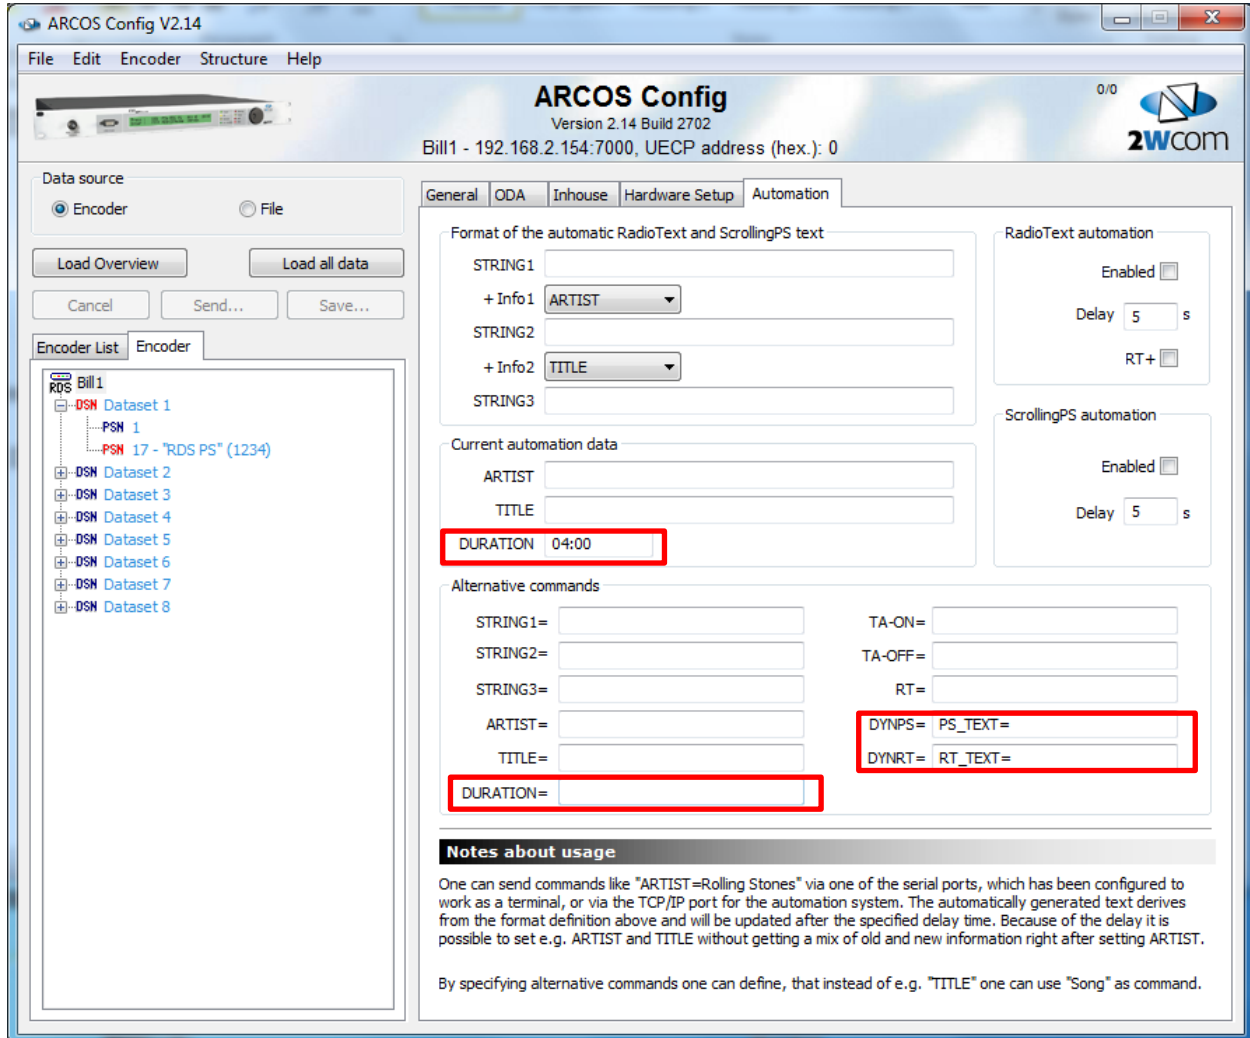 ARCOS Config V2.14
File Edit Encoder Structure Help
ARCOS Config
Version 2.14 Build 2702
Bill1 - 192.168.2.154:7000, UECP address (hex.): 0
0/0
2wcom
Data source
Encoder File
Load Overview Load all data
Cancel Send... Save...
Encoder List Encoder
RDS Bill1
DSN Dataset 1
PSN 1
PSN 17 - "RDS PS" (1234)
DSN Dataset 2
DSN Dataset 3
DSN Dataset 4
DSN Dataset 5
DSN Dataset 6
DSN Dataset 7
DSN Dataset 8
General ODA Inhouse Hardware Setup Automation
Format of the automatic RadioText and ScrollingPS text
STRING1
+ Info1 ARTIST
STRING2
+ Info2 TITLE
STRING3
Current automation data
ARTIST
TITLE
DURATION 04:00
RadioText automation
Enabled
Delay 5 s
RT+
ScrollingPS automation
Enabled
Delay 5 s
Alternative commands
STRING1= TA-ON=
STRING2= TA-OFF=
STRING3= RT=
ARTIST= DYNPS= PS_TEXT=
TITLE= DYNRT= RT_TEXT=
DURATION=
Notes about usage
One can send commands like "ARTIST=Rolling Stones" via one of the serial ports, which has been configured to
work as a terminal, or via the TCP/IP port for the automation system. The automatically generated text derives
from the format definition above and will be updated after the specified delay time. Because of the delay it is
possible to set e.g. ARTIST and TITLE without getting a mix of old and new information right after setting ARTIST.
By specifying alternative commands one can define, that instead of e.g. "TITLE" one can use "Song" as command.